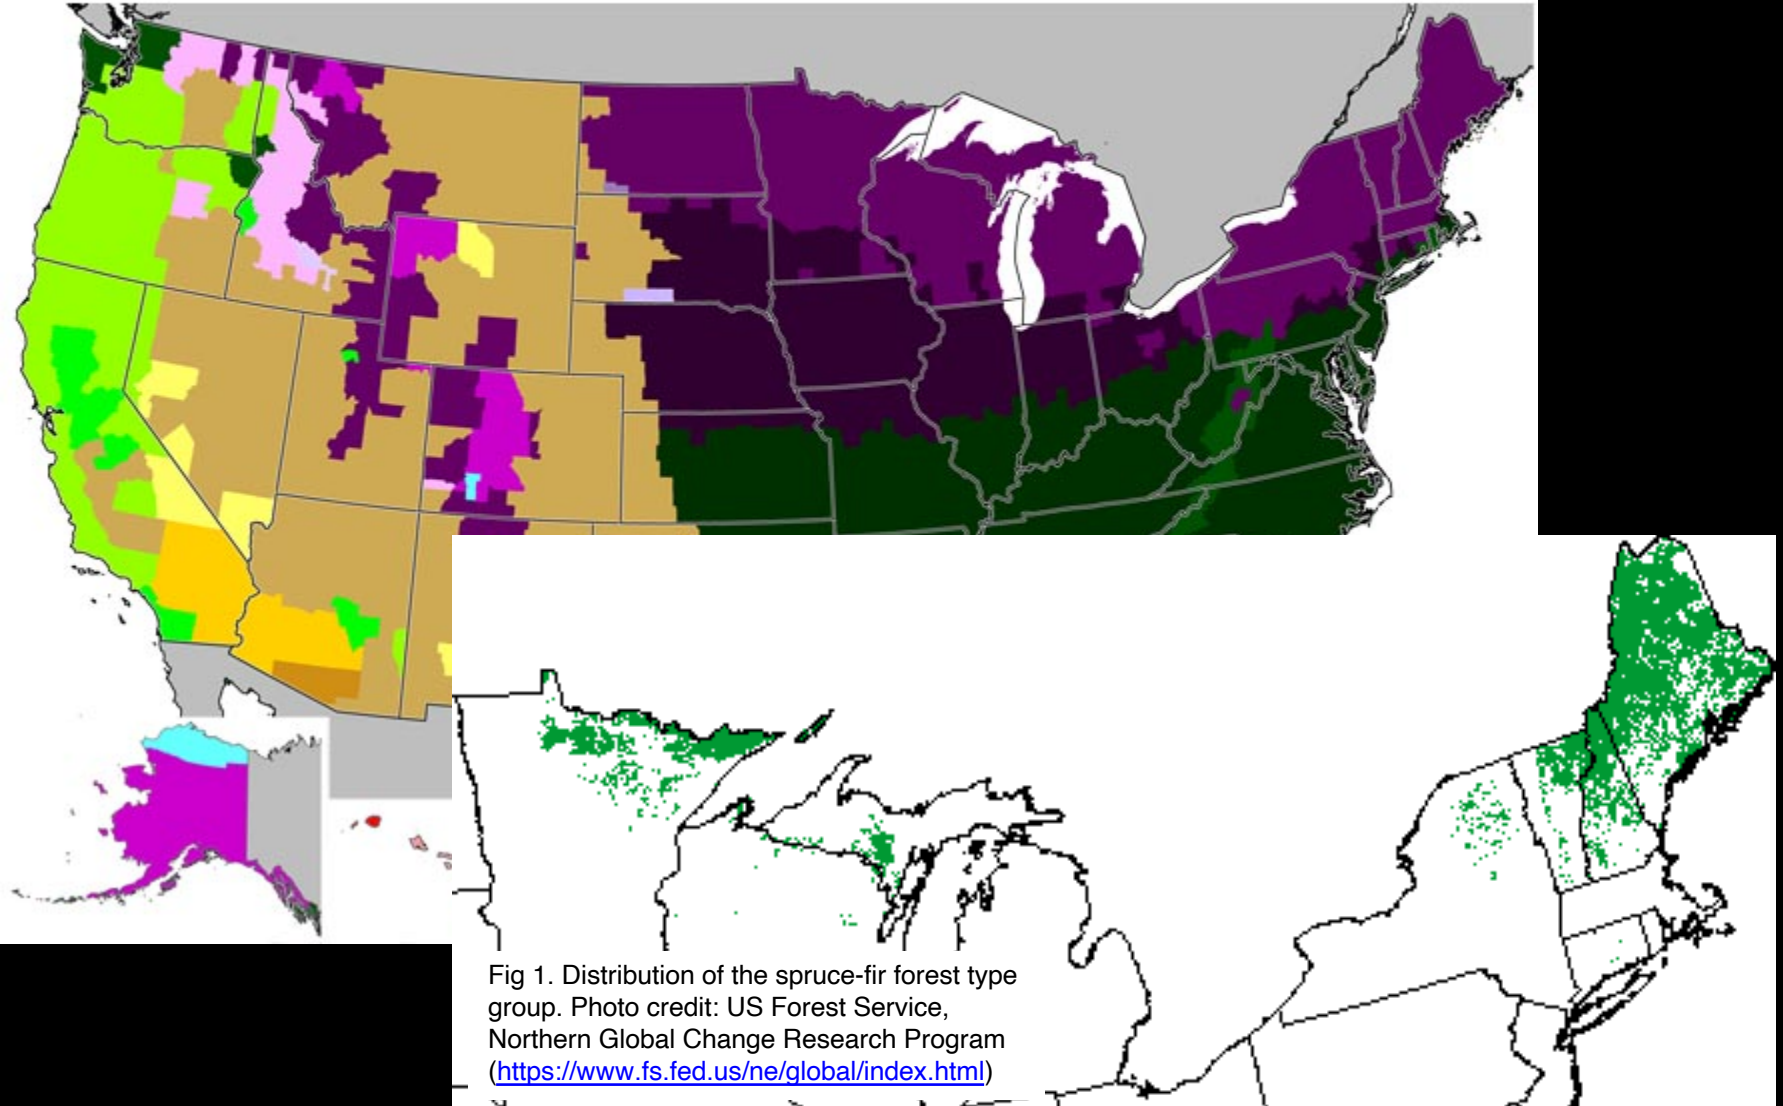 Fig 1. Distribution of the spruce-fir forest type
group. Photo credit: US Forest Service,
Northern Global Change Research Program
(https://www.fs.fed.us/ne/global/index.html)